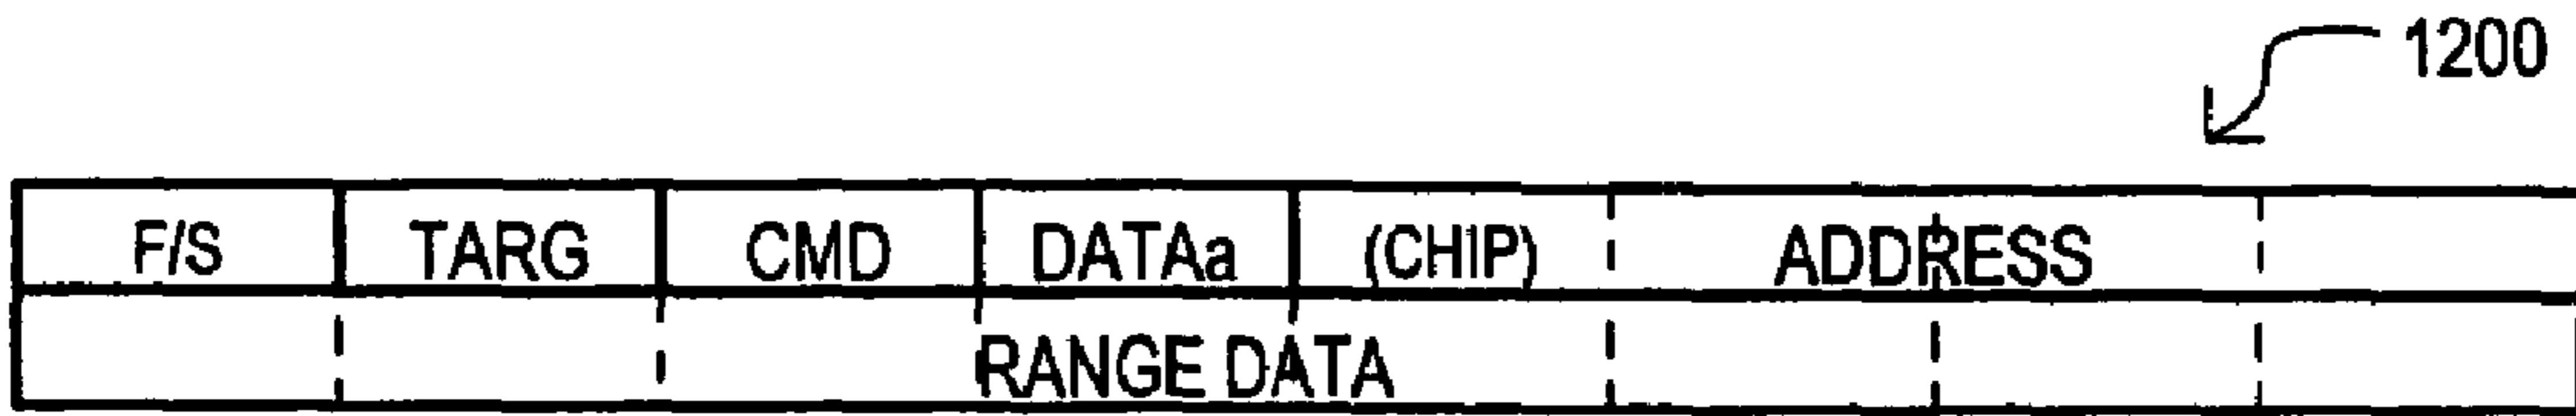 1200
F/S TARG CMD DATAa (CHIP) ADDRESS
RANGE DATA